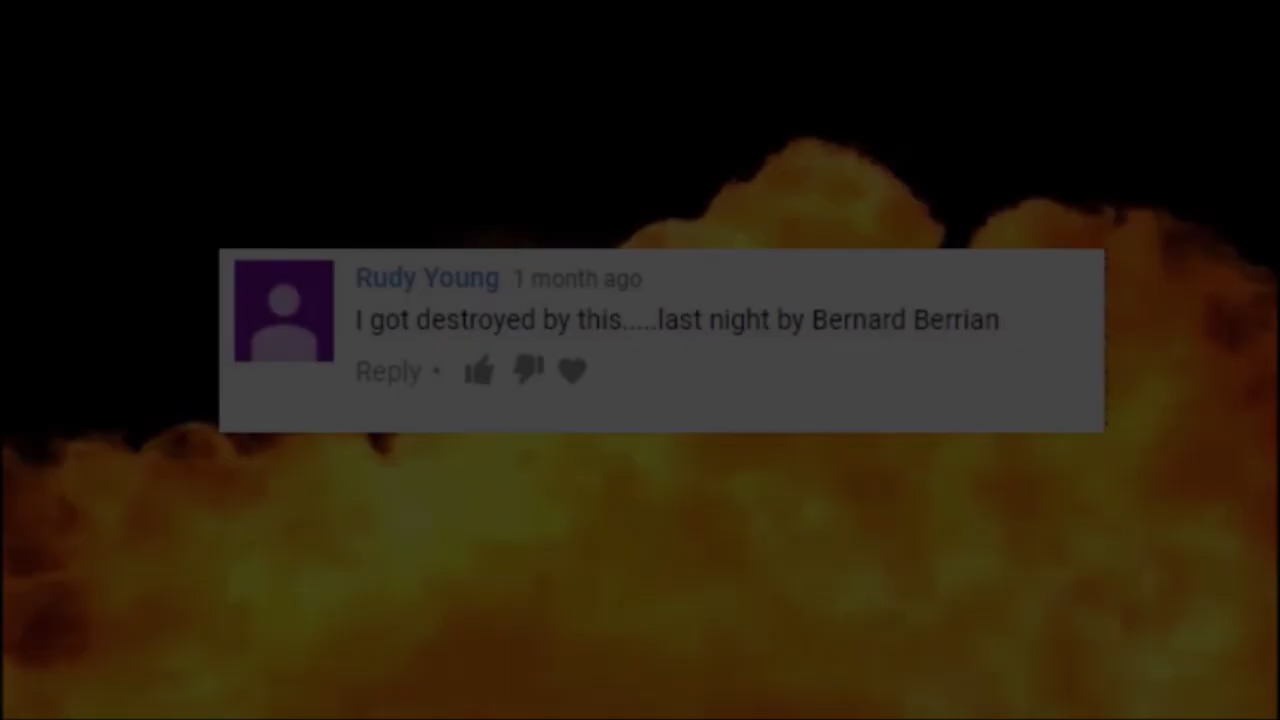 Rudy Young 1 month ago
I got destroyed by this.....last night by Bernard Berrian
Reply •